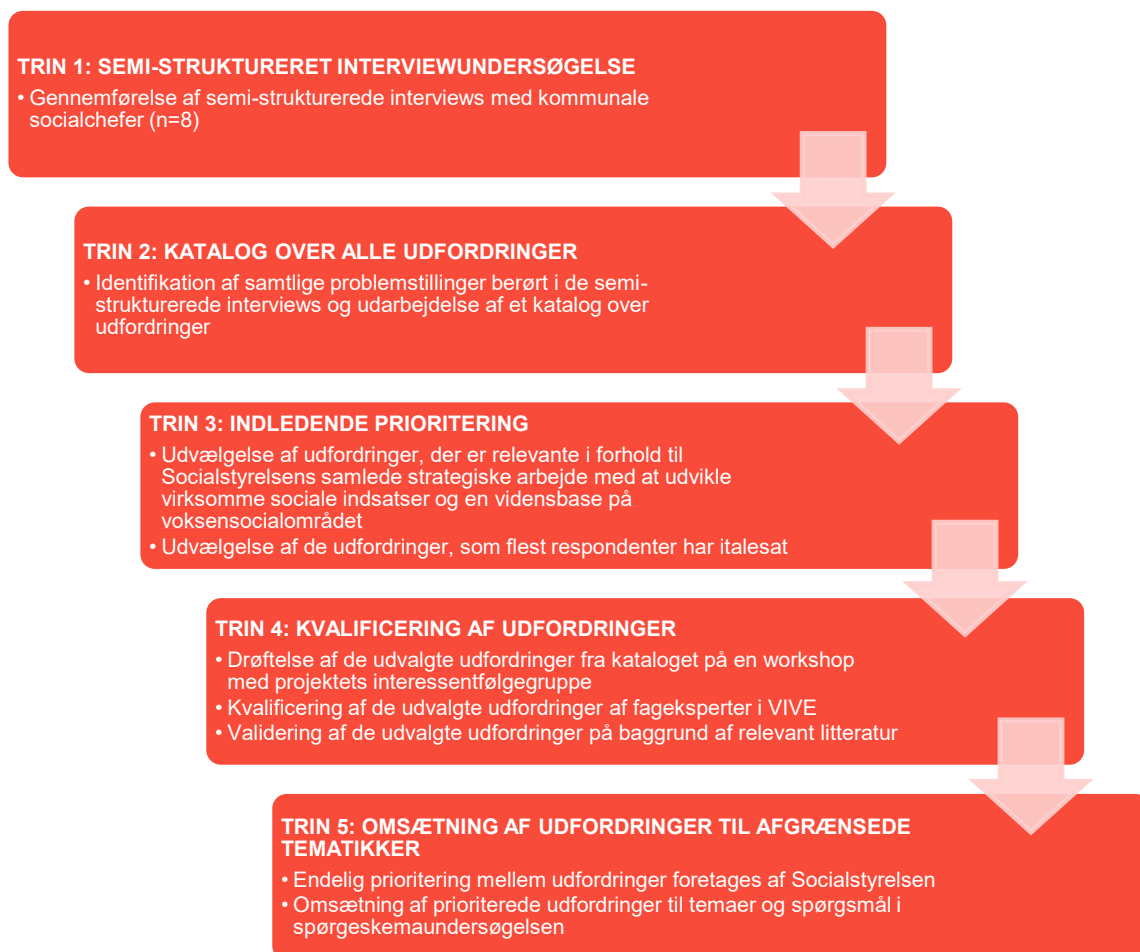 TRIN 1: SEMI-STRUKTURERET INTERVIEWUNDERSØGELSE
• Gennemførelse af semi-strukturerede interviews med kommunale
socialchefer (n=8)
TRIN 2: KATALOG OVER ALLE UDFORDRINGER
• Identifikation af samtlige problemstillinger berørt i de semi-
strukturerede interviews og udarbejdelse af et katalog over
udfordringer
TRIN 3: INDLEDENDE PRIORITERING
• Udvælgelse af udfordringer, der er relevante i forhold til
Socialstyrelsens samlede strategiske arbejde med at udvikle
virksomme sociale indsatser og en vidensbase på
voksensocialområdet
• Udvælgelse af de udfordringer, som flest respondenter har italesat
TRIN 4: KVALIFICERING AF UDFORDRINGER
• Drøftelse af de udvalgte udfordringer fra kataloget på en workshop
med projektets interessentfølgegruppe
• Kvalificering af de udvalgte udfordringer af fageksperter i VIVE
• Validering af de udvalgte udfordringer på baggrund af relevant litteratur
TRIN 5: OMSÆTNING AF UDFORDRINGER TIL AFGRÆNSEDE
TEMATIKKER
• Endelig prioritering mellem udfordringer foretages af Socialstyrelsen
• Omsætning af prioriterede udfordringer til temaer og spørgsmål i
spørgeskemaundersøgelsen